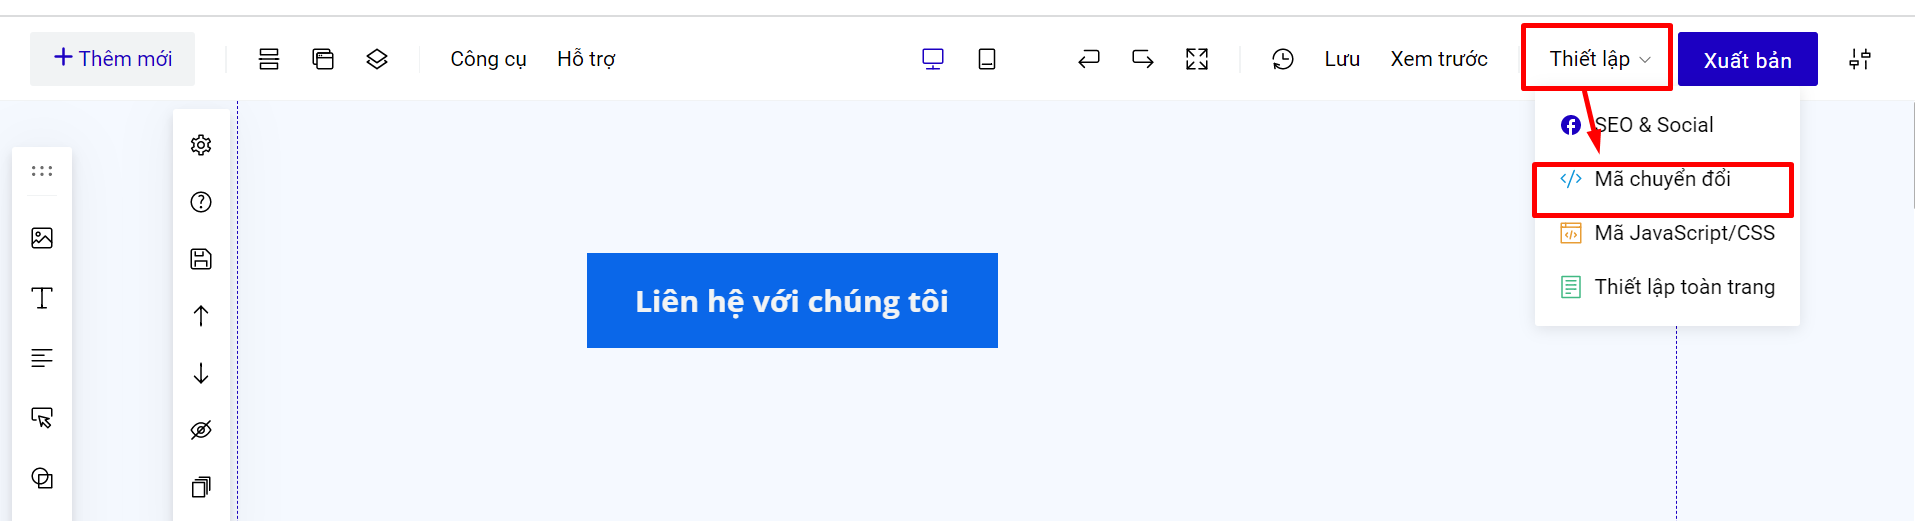 Thêm mới
Công cụ
Hỗ trợ
Lưu
Xem trước
Thiết lập
Xuất bản
SEO & Social
Mã chuyển đổi
Mã JavaScript/CSS
Thiết lập toàn trang
Liên hệ với chúng tôi